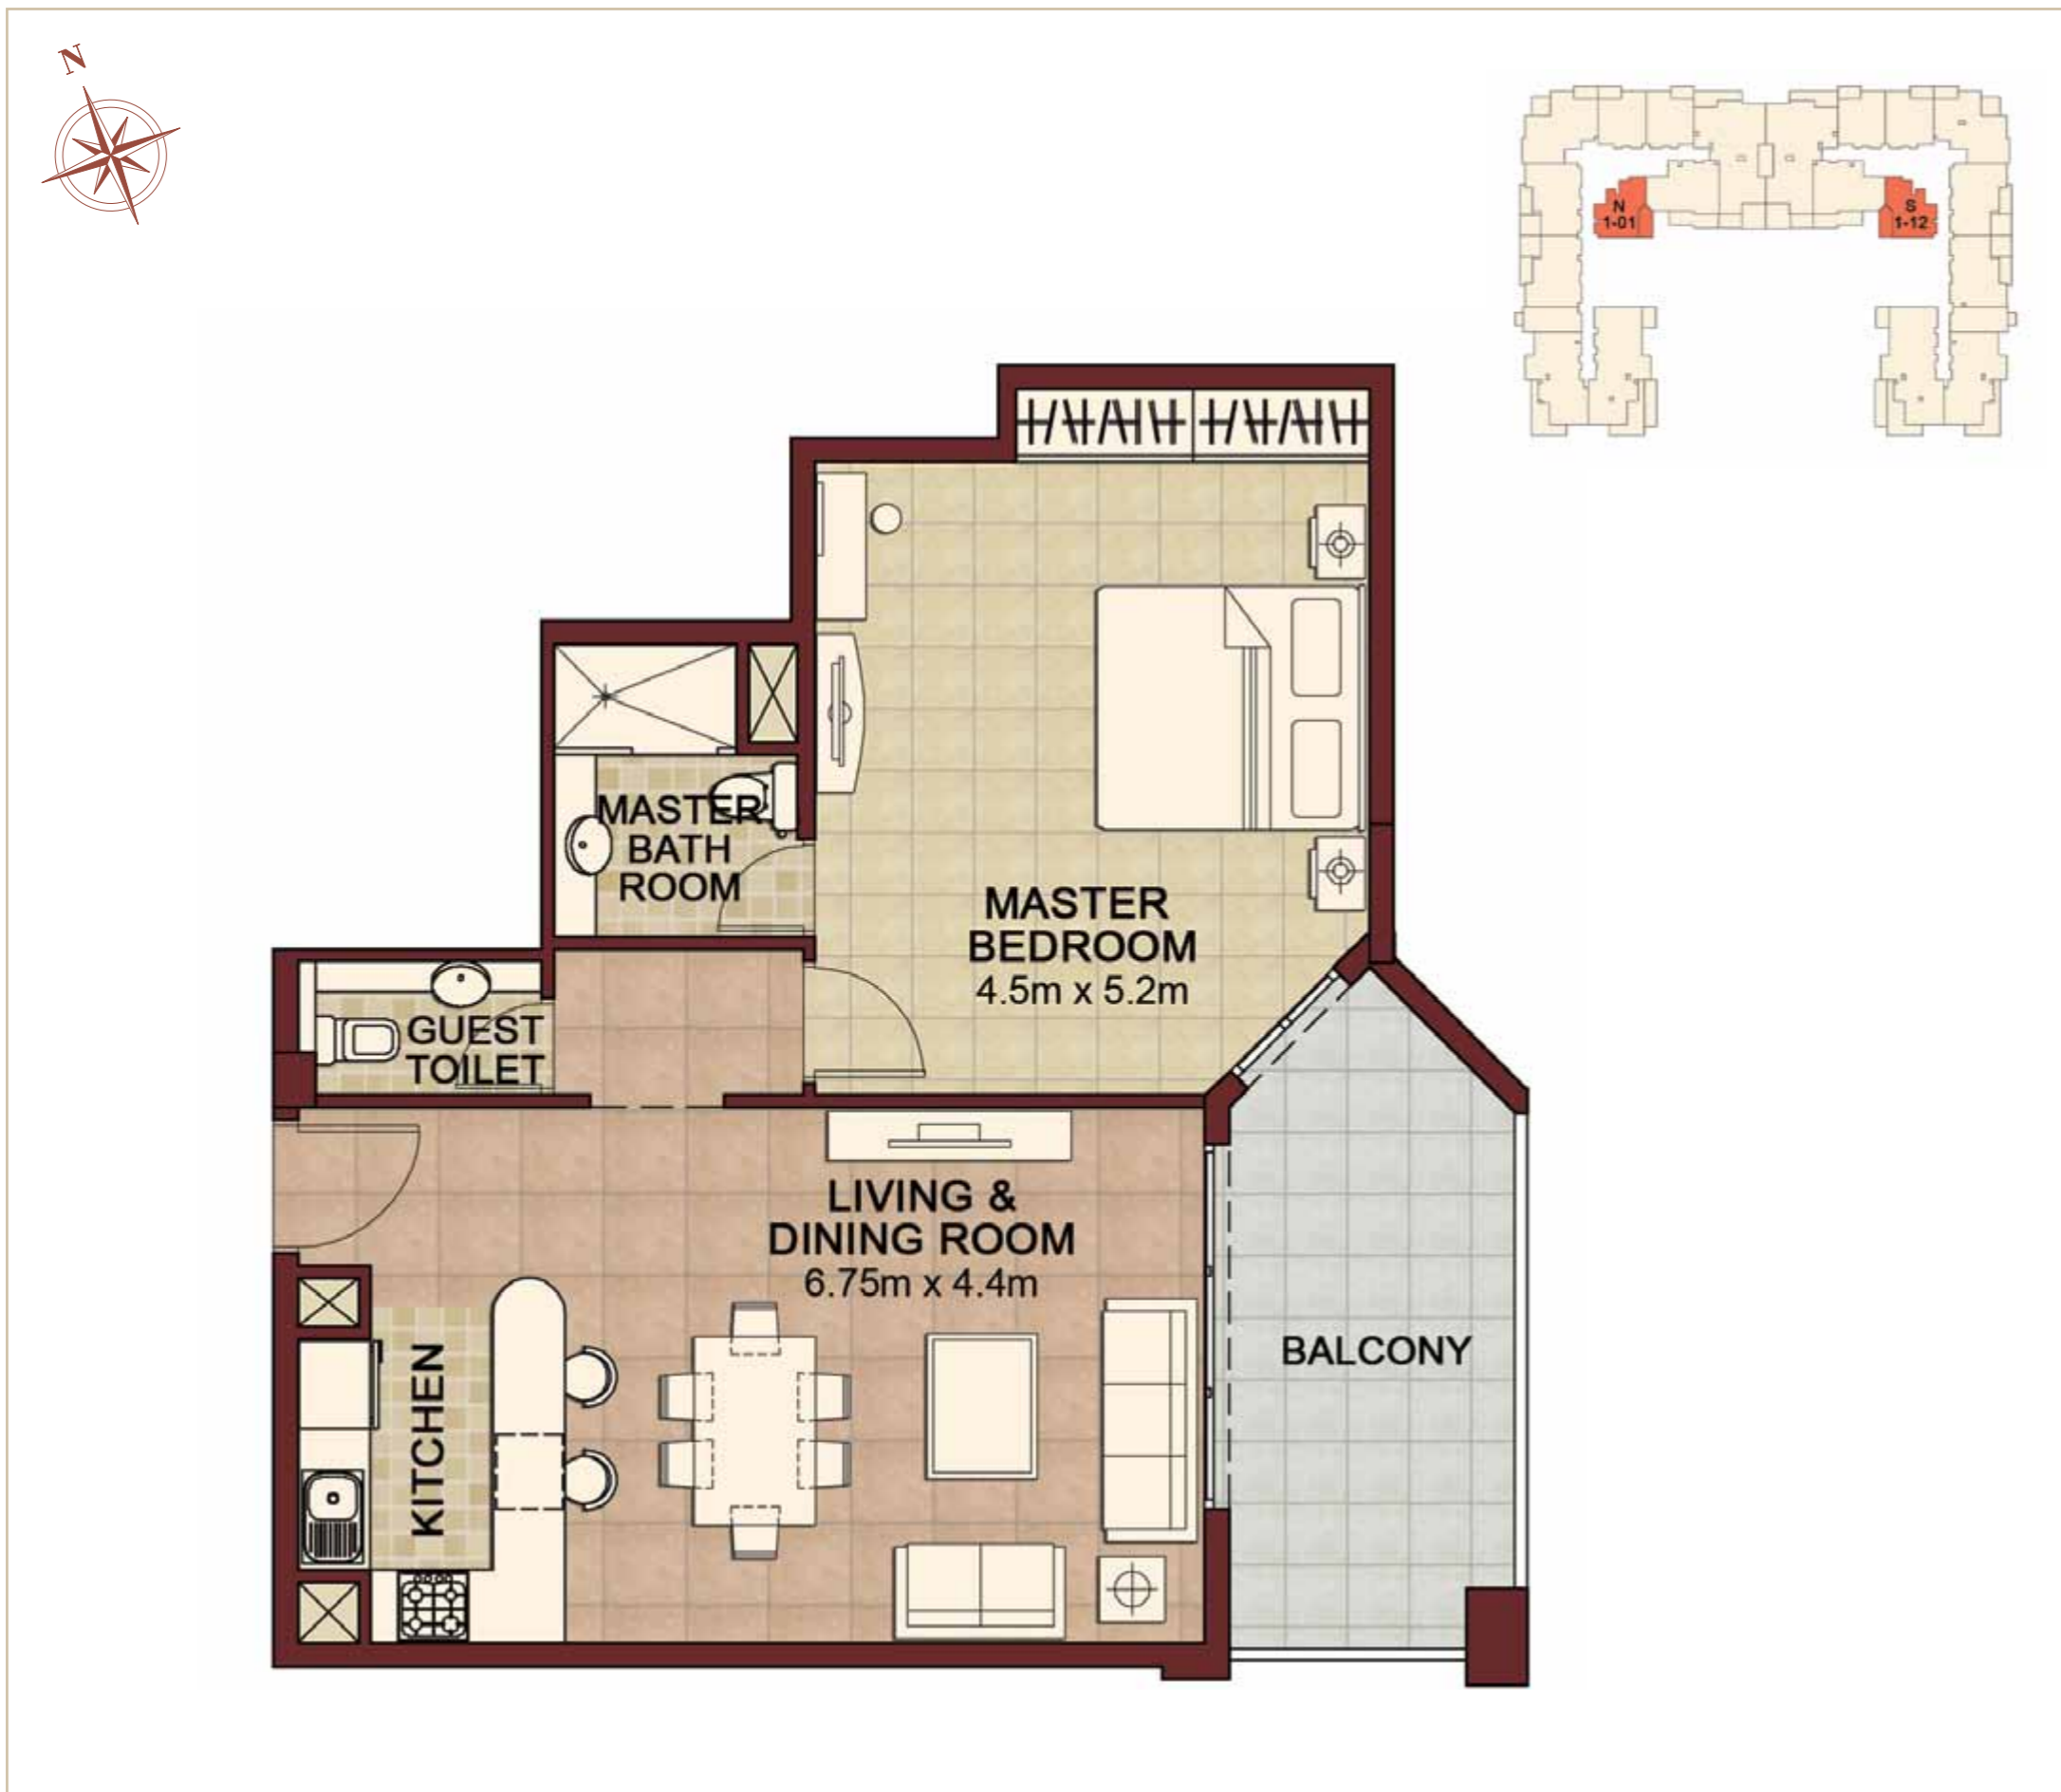 N
N
1-01
S
1-12
MASTER
BATH
ROOM
MASTER
BEDROOM
4.5m x 5.2m
GUEST
TOILET
LIVING &
DINING ROOM
6.75m x 4.4m
KITCHEN
BALCONY